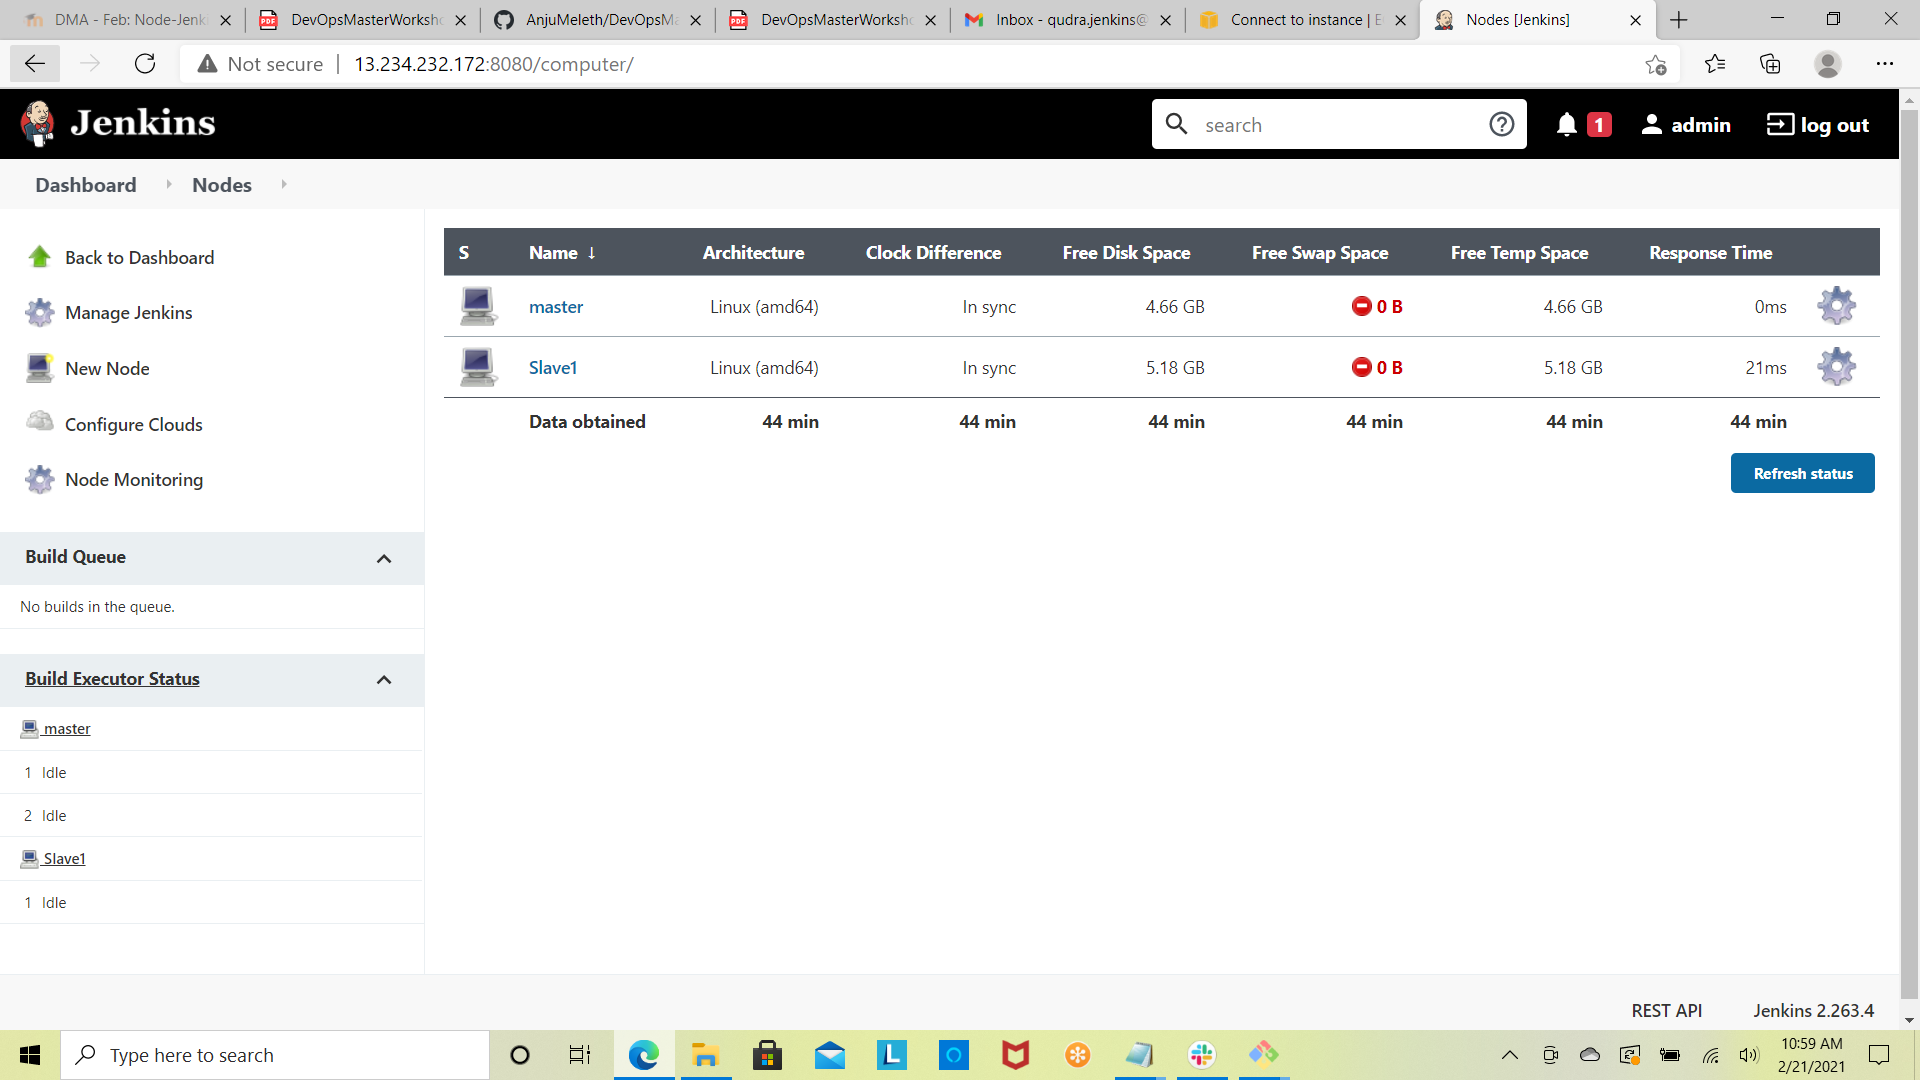 DMA - Feb: Node-Jenki
DevOpsMasterWorksho
AnjuMeleth/DevOpsMa
DevOpsMasterWorksho
Inbox - qudra.jenkins@
Connect to instance | E
Nodes [Jenkins]
Not secure | 13.234.232.172:8080/computer/
Jenkins
search
1
admin
log out
Dashboard
Nodes
Back to Dashboard
Manage Jenkins
New Node
Configure Clouds
Node Monitoring
Build Queue
No builds in the queue.
Build Executor Status
master
1 Idle
2 Idle
Slave1
1 Idle
S Name ↓ Architecture Clock Difference Free Disk Space Free Swap Space Free Temp Space Response Time
master Linux (amd64) In sync 4.66 GB 0 B 4.66 GB 0ms
Slave1 Linux (amd64) In sync 5.18 GB 0 B 5.18 GB 21ms
Data obtained 44 min 44 min 44 min 44 min 44 min 44 min
Refresh status
REST API Jenkins 2.263.4
Type here to search
10:59 AM
2/21/2021